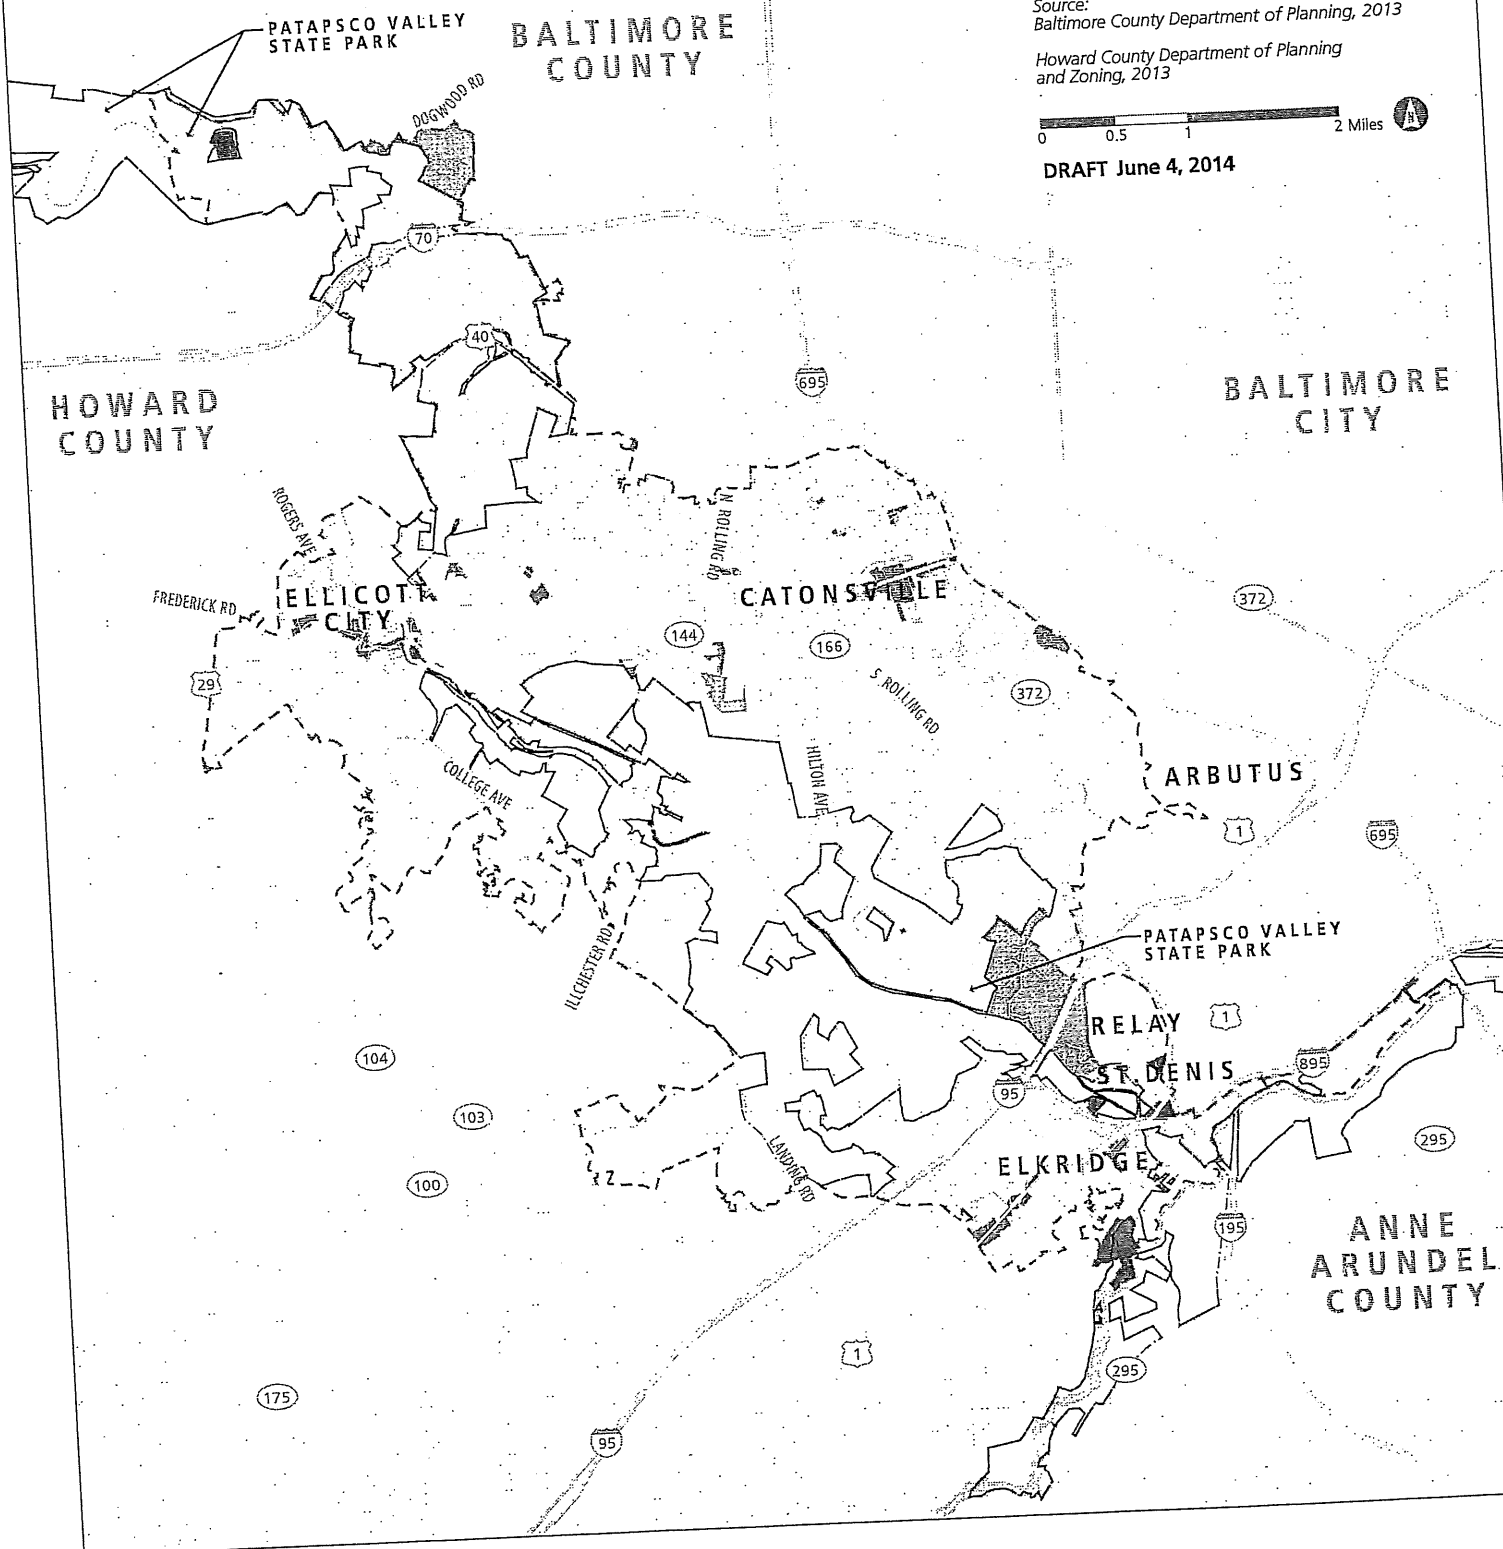 Source:
Baltimore County Department of Planning, 2013
Howard County Department of Planning
and Zoning, 2013
0 0.5 1 2 Miles
N
DRAFT June 4, 2014
PATAPSCO VALLEY
STATE PARK
BALTIMORE
COUNTY
DOGWOOD RD
70
40
695
HOWARD
COUNTY
BALTIMORE
CITY
ROGERS AVE
N ROLLING RD
FREDERICK RD
ELLICOTT
CITY
CATONSVILLE
372
144
166
29
S ROLLING RD
372
COLLEGE AVE
HILTON AVE
ARBUTUS
1
695
ILLCHESTER RD
PATAPSCO VALLEY
STATE PARK
RELAY
1
104
ST. DENIS
895
95
103
295
LANDING RD
ELKRIDGE
100
195
ANNE
ARUNDEL
COUNTY
1
295
175
95